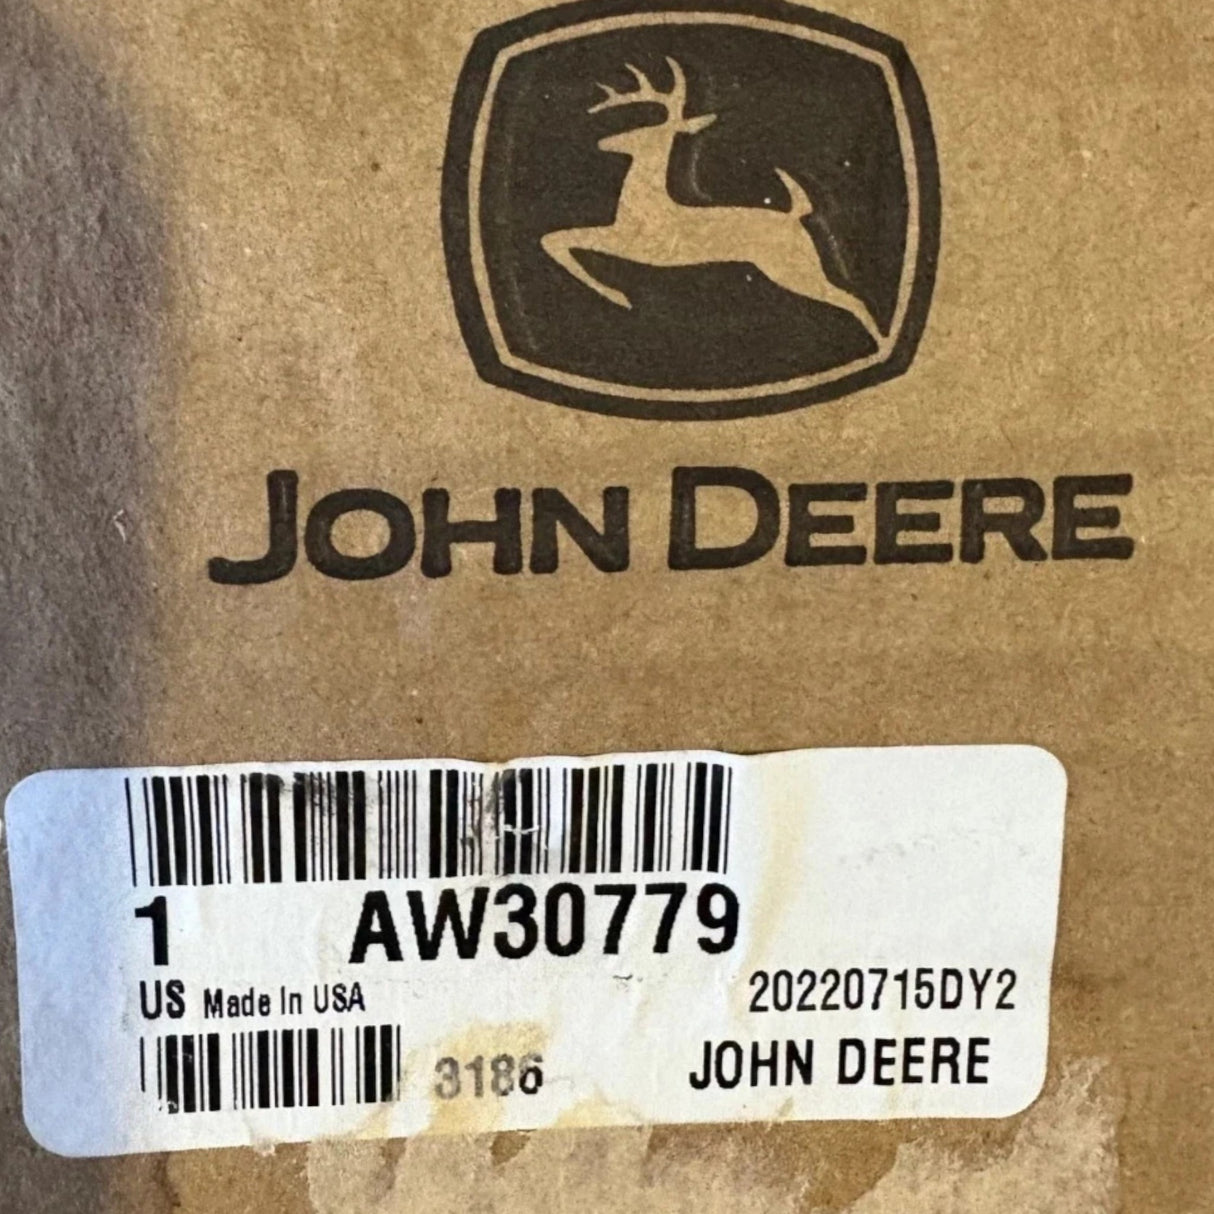 JOHN DEERE
1 AW30779
US Made In USA
20220715DY2
3186
JOHN DEERE